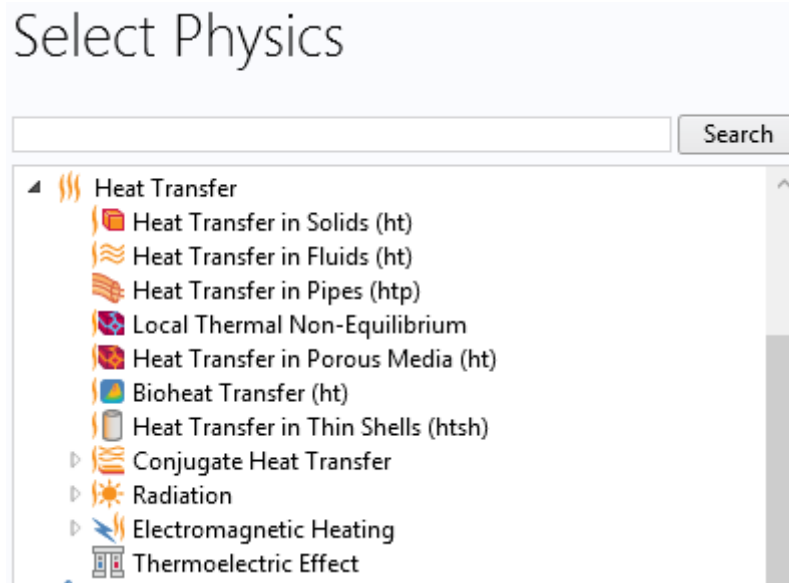 Select Physics
Search
Heat Transfer
Heat Transfer in Solids (ht)
Heat Transfer in Fluids (ht)
Heat Transfer in Pipes (htp)
Local Thermal Non-Equilibrium
Heat Transfer in Porous Media (ht)
Bioheat Transfer (ht)
Heat Transfer in Thin Shells (htsh)
Conjugate Heat Transfer
Radiation
Electromagnetic Heating
Thermoelectric Effect